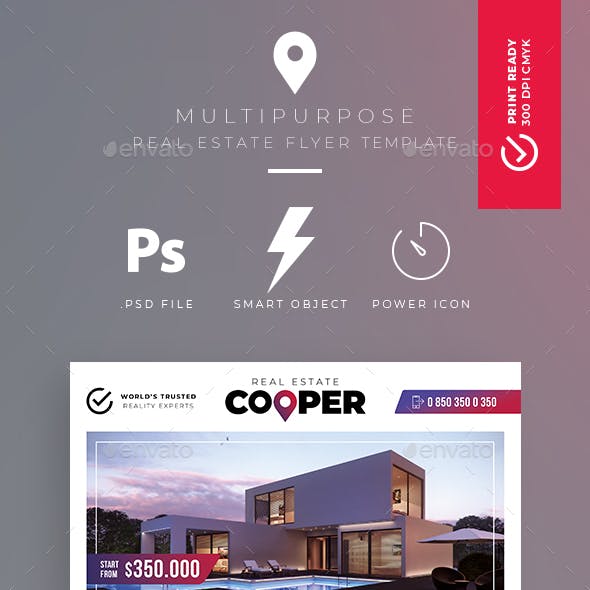 MULTIPURPOSE
REAL ESTATE FLYER TEMPLATE
PRINT READY
300 DPI CMYK
envato
envato
Ps
.PSD FILE
SMART OBJECT
POWER ICON
WORLD'S TRUSTED
REALITY EXPERTS
REAL ESTATE
COOPER
0 850 350 0 350
envato
envato
START
FROM
$350.000